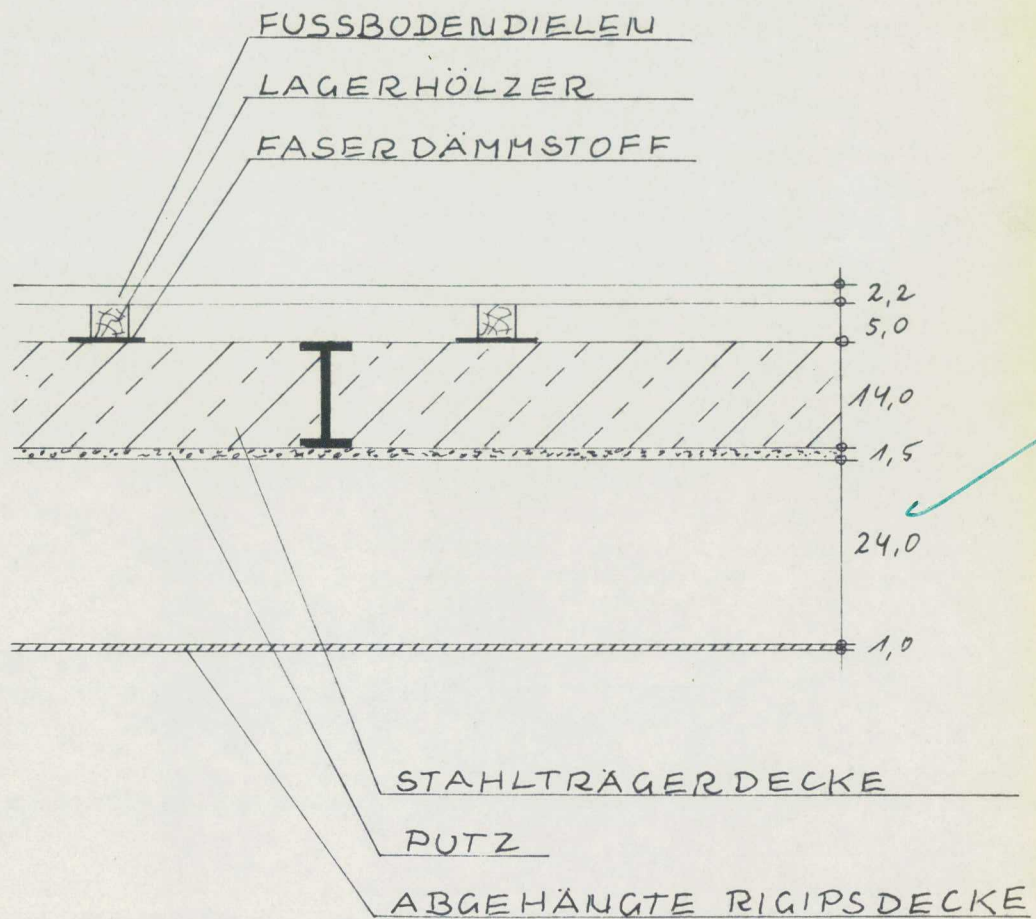 FUSSBODENDIELEN
LAGERHÖLZER
FASERDÄMMSTOFF
2,2
5,0
14,0
1,5
24,0
1,0
STAHLTRÄGERDECKE
PUTZ
ABGEHÄNGTE RIGIPSDECKE